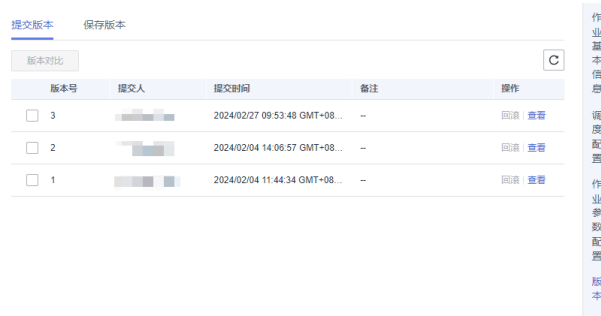 提交版本 保存版本
版本对比
版本号 提交人 提交时间 备注 操作
3 2024/02/27 09:53:48 GMT+08... -- 回滚 查看
2 2024/02/04 14:06:57 GMT+08... -- 回滚 查看
1 2024/02/04 11:44:34 GMT+08... -- 回滚 查看
作业基本信息
调度配置
作业参数配置
版本